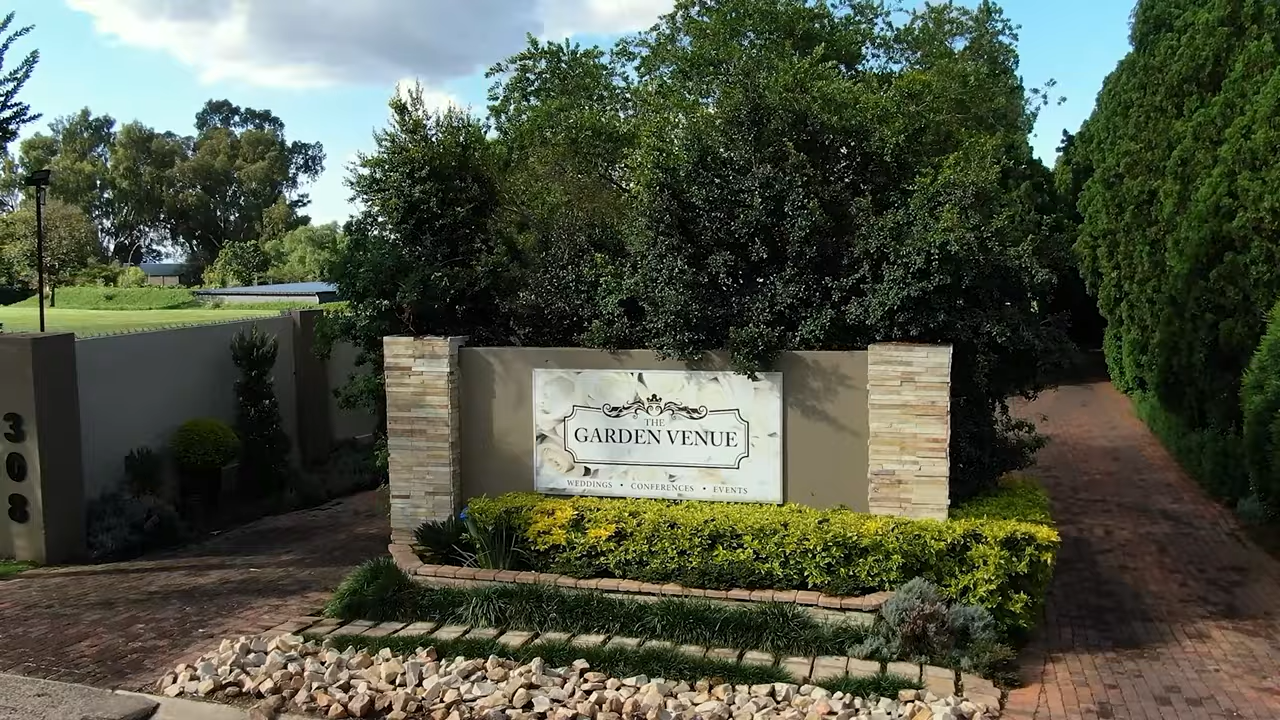 308
THE
GARDEN VENUE
WEDDINGS • CONFERENCES • EVENTS